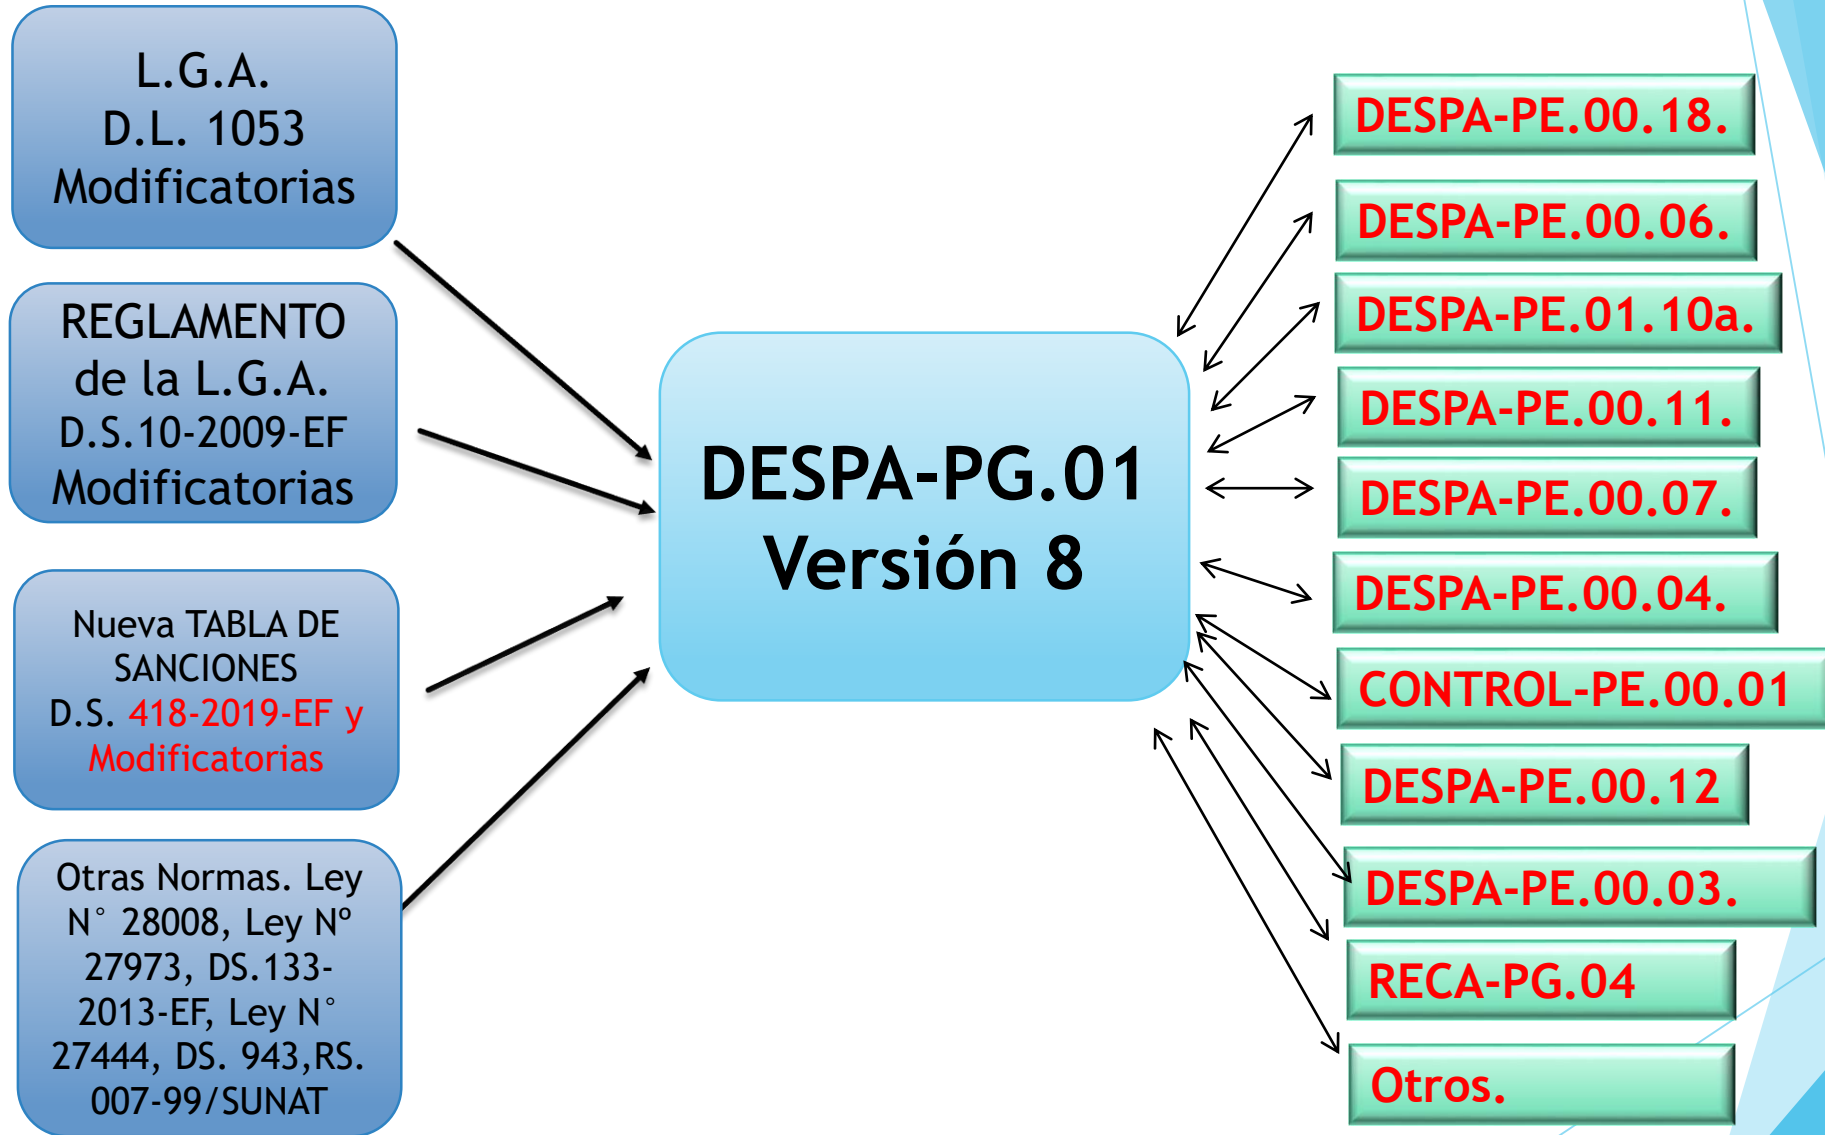 L.G.A.
D.L. 1053
Modificatorias
REGLAMENTO
de la L.G.A.
D.S.10-2009-EF
Modificatorias
Nueva TABLA DE
SANCIONES
D.S. 418-2019-EF y
Modificatorias
Otras Normas. Ley
N° 28008, Ley Nº
27973, DS.133-
2013-EF, Ley N°
27444, DS. 943,RS.
007-99/SUNAT
DESPA-PG.01
Versión 8
DESPA-PE.00.18.
DESPA-PE.00.06.
DESPA-PE.01.10a.
DESPA-PE.00.11.
DESPA-PE.00.07.
DESPA-PE.00.04.
CONTROL-PE.00.01
DESPA-PE.00.12
DESPA-PE.00.03.
RECA-PG.04
Otros.